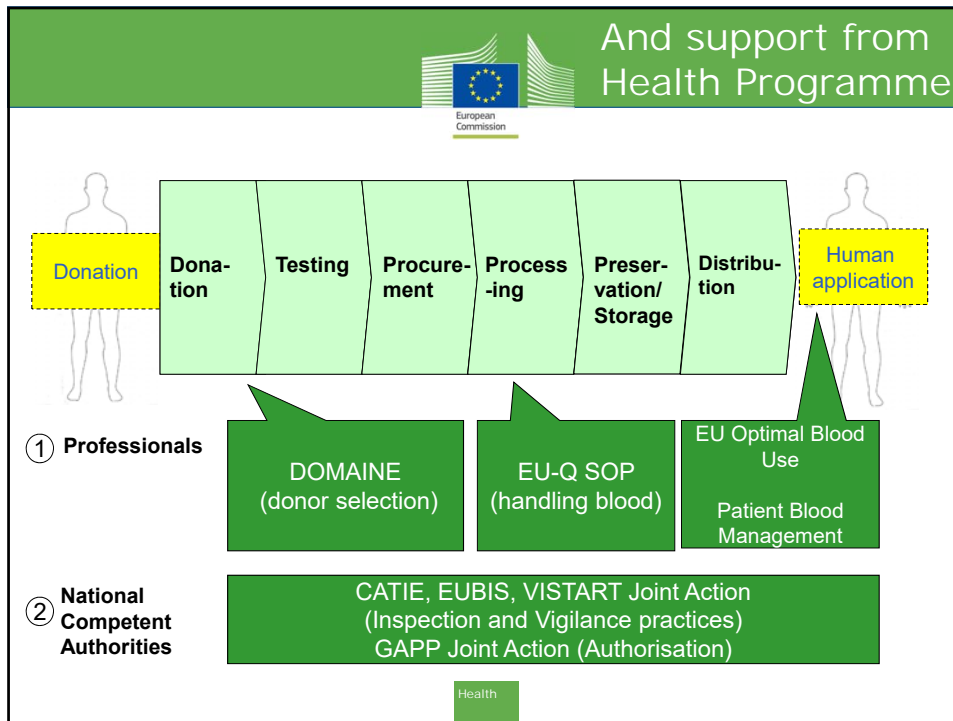 And support from
Health Programme
European
Commission
Donation
Dona-
tion
Testing
Procure-
ment
Process
-ing
Preser-
vation/
Storage
Distribu-
tion
Human
application
1 Professionals
DOMAINE
(donor selection)
EU-Q SOP
(handling blood)
EU Optimal Blood
Use
Patient Blood
Management
2 National
Competent
Authorities
CATIE, EUBIS, VISTART Joint Action
(Inspection and Vigilance practices)
GAPP Joint Action (Authorisation)
Health